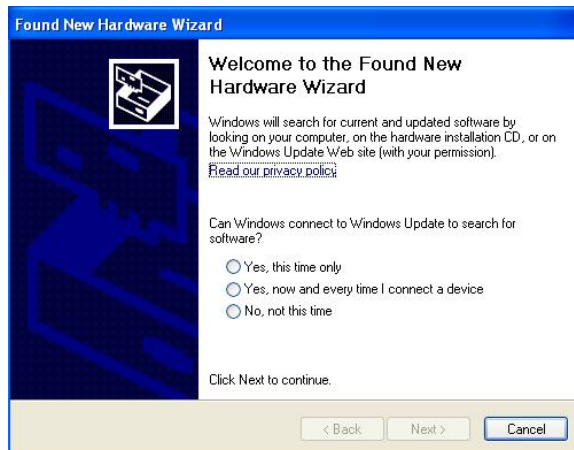 Found New Hardware Wizard
Welcome to the Found New
Hardware Wizard
Windows will search for current and updated software by
looking on your computer, on the hardware installation CD, or on
the Windows Update Web site (with your permission).
Read our privacy policy
Can Windows connect to Windows Update to search for
software?
Yes, this time only
Yes, now and every time I connect a device
No, not this time
Click Next to continue.
< Back
Next >
Cancel